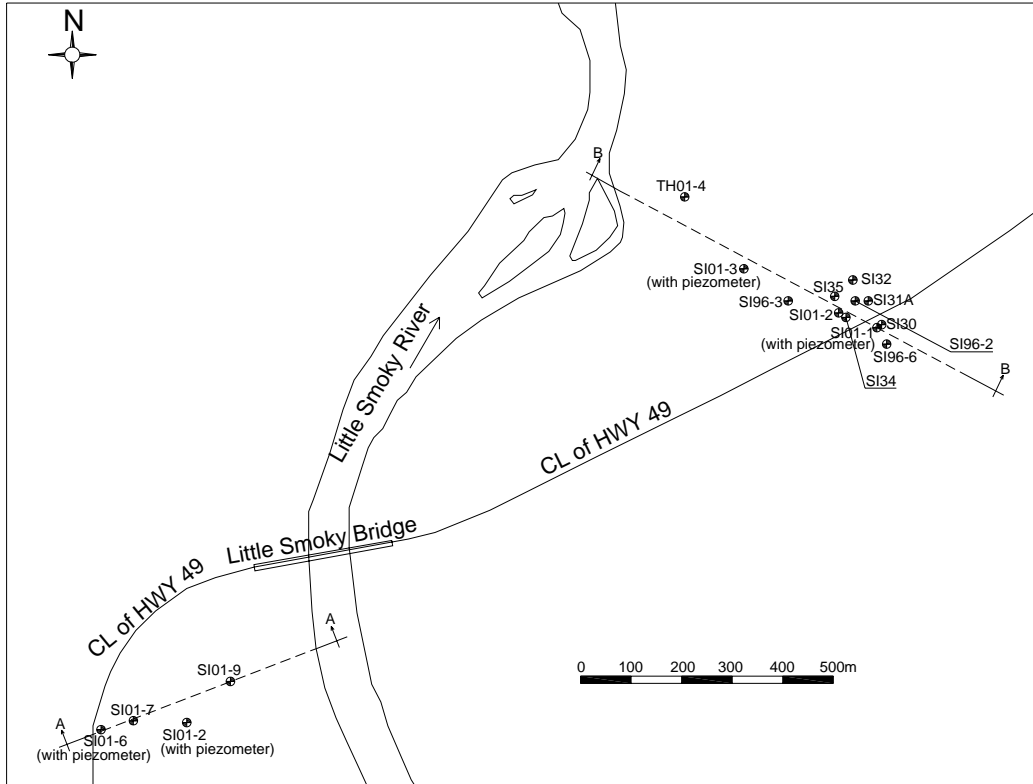 N
B
TH01-4
SI01-3
(with piezometer)
SI32
SI35
SI31A
SI96-3
SI01-2
SI30
SI01-1
(with piezometer)
SI96-2
SI96-6
SI34
B
Little Smoky River
CL of HWY 49
Little Smoky Bridge
CL of HWY 49
A
SI01-9
SI01-7
A
SI01-6
(with piezometer)
SI01-2
(with piezometer)
0 100 200 300 400 500m